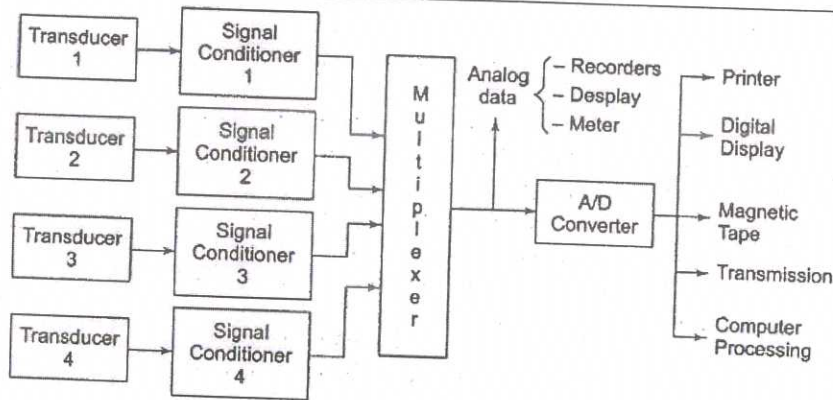 Transducer
1
Signal
Conditioner
1
Transducer
2
Signal
Conditioner
2
Transducer
3
Signal
Conditioner
3
Transducer
4
Signal
Conditioner
4
Multiplexer
Analog
data
– Recorders
– Desplay
– Meter
A/D
Converter
Printer
Digital
Display
Magnetic
Tape
Transmission
Computer
Processing